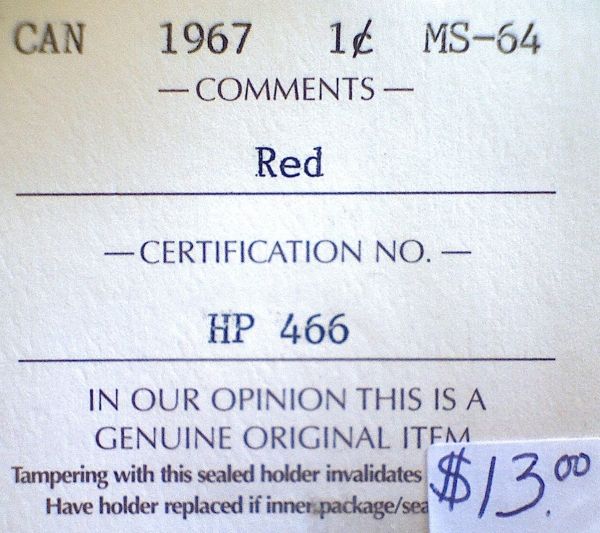 CAN 1967 1¢ MS-64
— COMMENTS —
Red
— CERTIFICATION NO. —
HP 466
IN OUR OPINION THIS IS A
GENUINE ORIGINAL ITEM
Tampering with this sealed holder invalidates
Have holder replaced if inner package/sea
$13.00